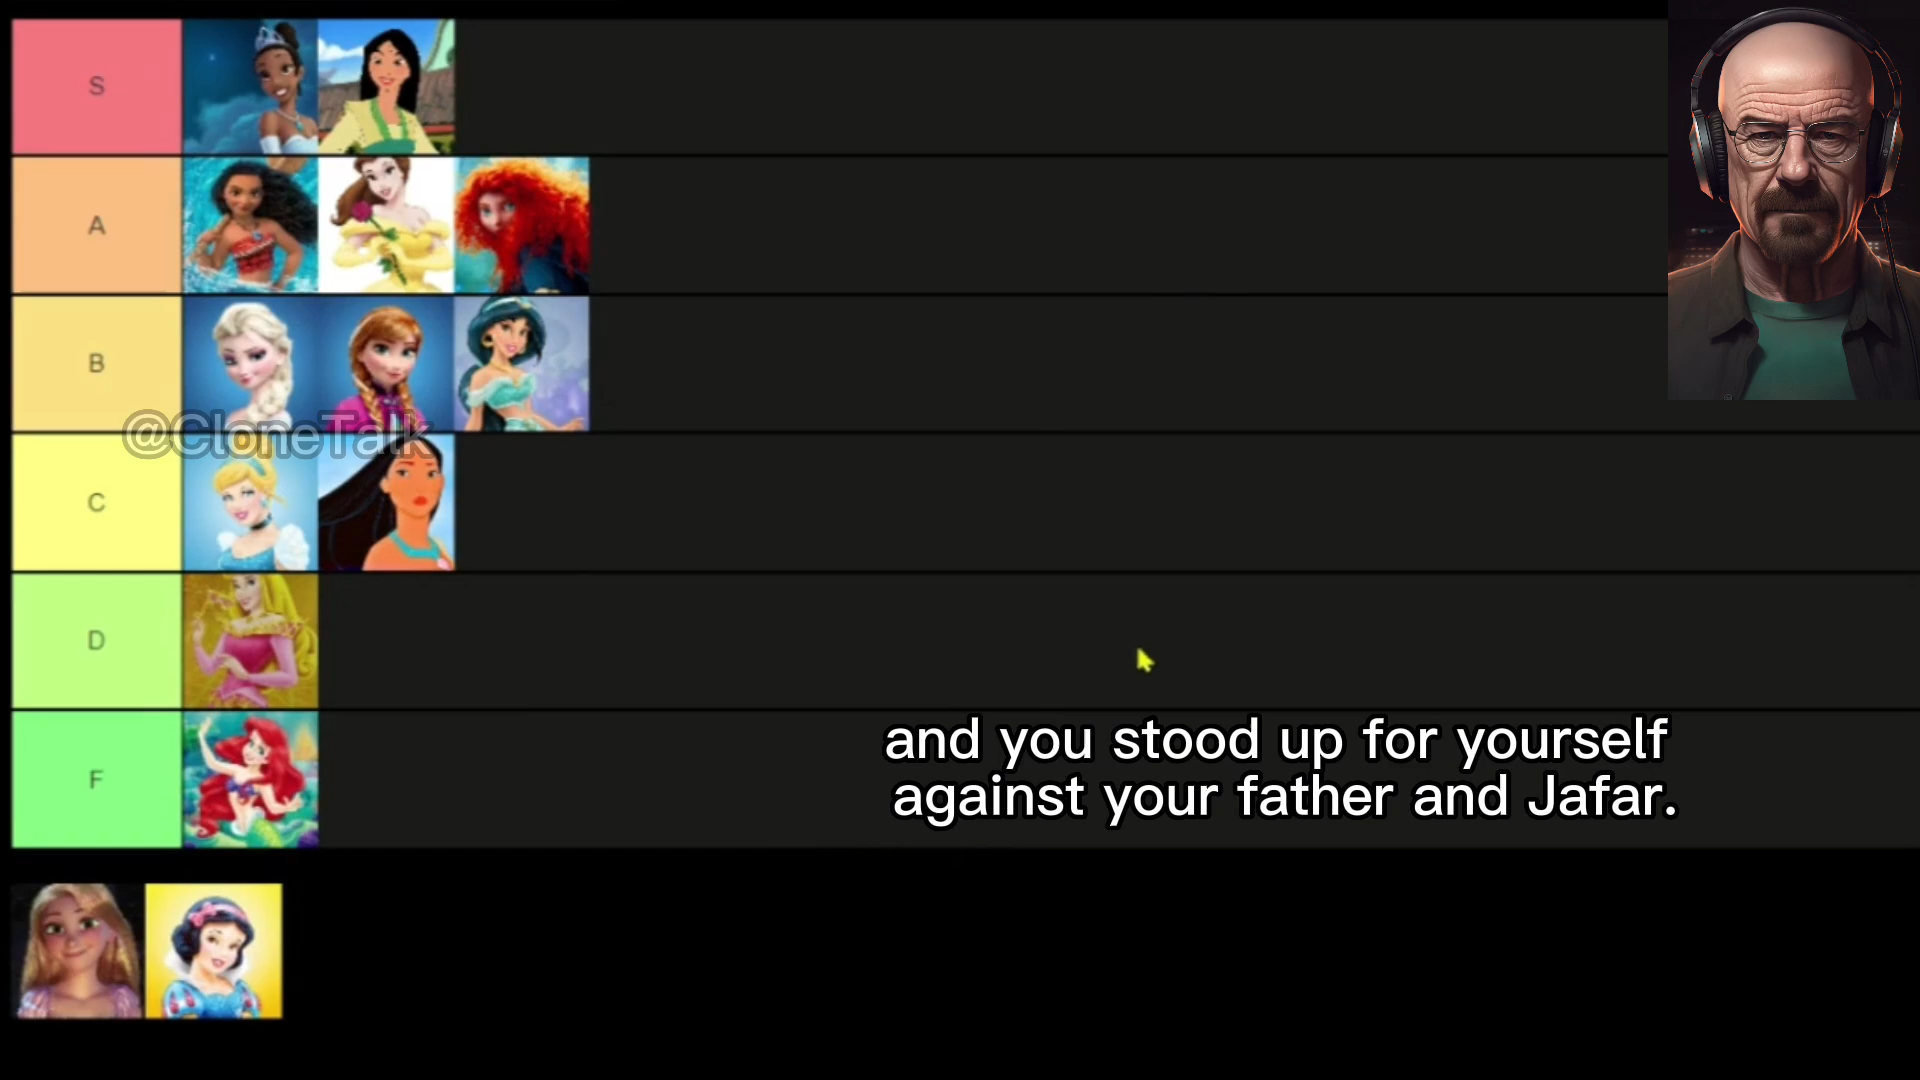 S
A
B
@CloneTalk
C
D
and you stood up for yourself
against your father and Jafar.
F